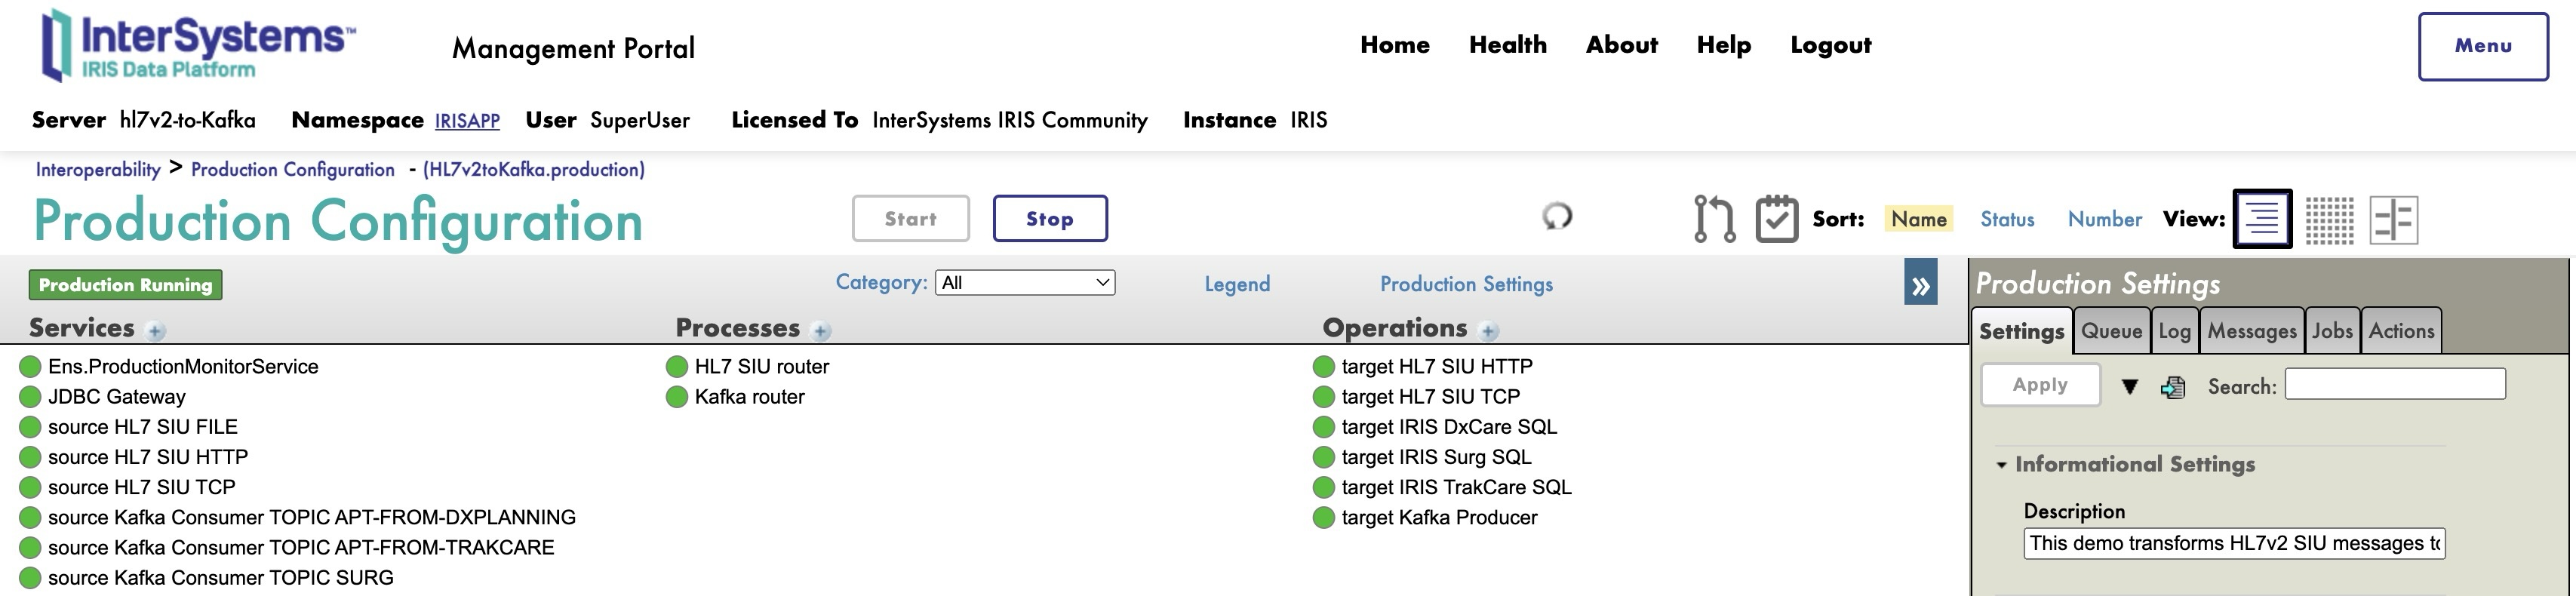 InterSystems™
IRIS Data Platform
Management Portal
Home Health About Help Logout
Menu
Server hl7v2-to-Kafka Namespace IRISAPP User SuperUser Licensed To InterSystems IRIS Community Instance IRIS
Interoperability > Production Configuration - (HL7v2toKafka.production)
Production Configuration
Start
Stop
Sort: Name Status Number View:
Production Running
Category: All
Legend
Production Settings
»
Services +
Ens.ProductionMonitorService
JDBC Gateway
source HL7 SIU FILE
source HL7 SIU HTTP
source HL7 SIU TCP
source Kafka Consumer TOPIC APT-FROM-DXPLANNING
source Kafka Consumer TOPIC APT-FROM-TRAKCARE
source Kafka Consumer TOPIC SURG
Processes +
HL7 SIU router
Kafka router
Operations +
target HL7 SIU HTTP
target HL7 SIU TCP
target IRIS DxCare SQL
target IRIS Surg SQL
target IRIS TrakCare SQL
target Kafka Producer
Production Settings
Settings Queue Log Messages Jobs Actions
Apply
Search:
Informational Settings
Description
This demo transforms HL7v2 SIU messages to